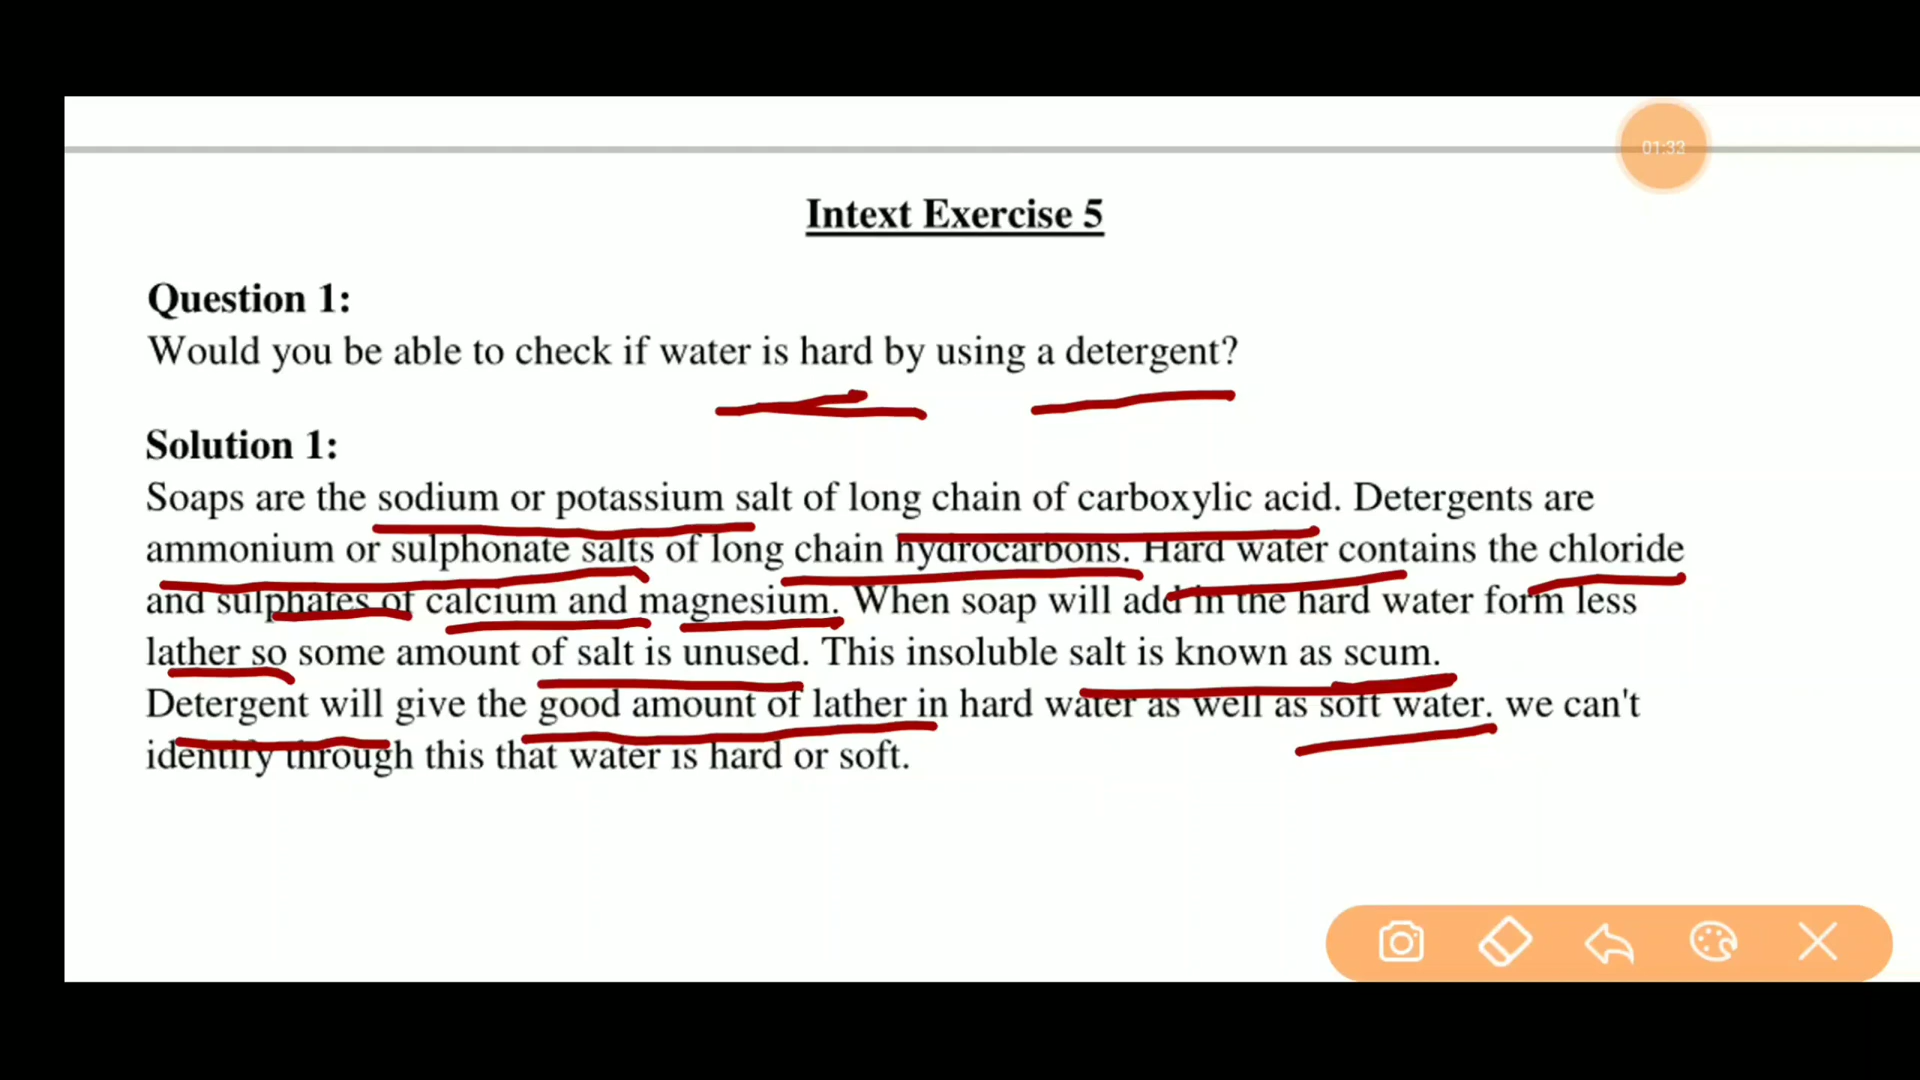 01:33
Intext Exercise 5
Question 1:
Would you be able to check if water is hard by using a detergent?
Solution 1:
Soaps are the sodium or potassium salt of long chain of carboxylic acid. Detergents are
ammonium or sulphonate salts of long chain hydrocarbons. Hard water contains the chloride
and sulphates of calcium and magnesium. When soap will add in the hard water form less
lather so some amount of salt is unused. This insoluble salt is known as scum.
Detergent will give the good amount of lather in hard water as well as soft water. we can't
identify through this that water is hard or soft.